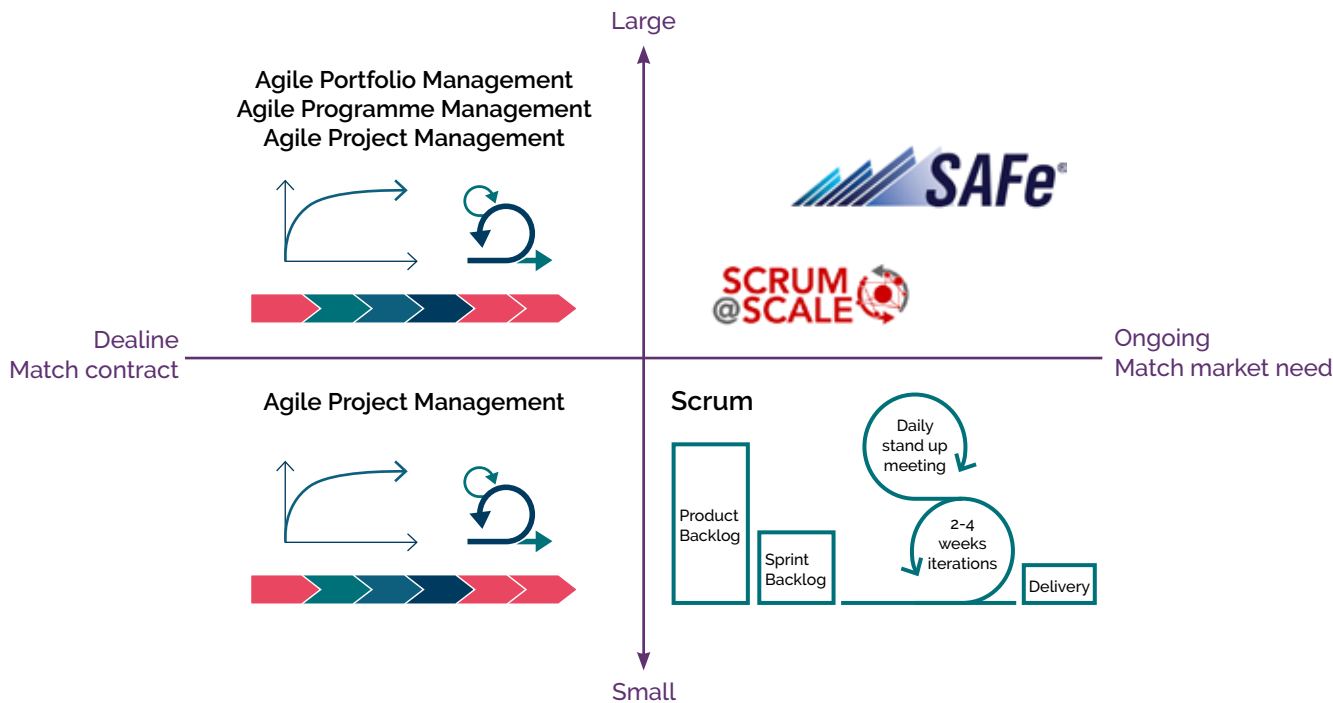 Large
Agile Portfolio Management
Agile Programme Management
Agile Project Management
SAFe®
SCRUM
@SCALE
Dealine
Match contract
Ongoing
Match market need
Agile Project Management
Scrum
Daily
stand up
meeting
Product
Backlog
2-4
weeks
iterations
Sprint
Backlog
Delivery
Small